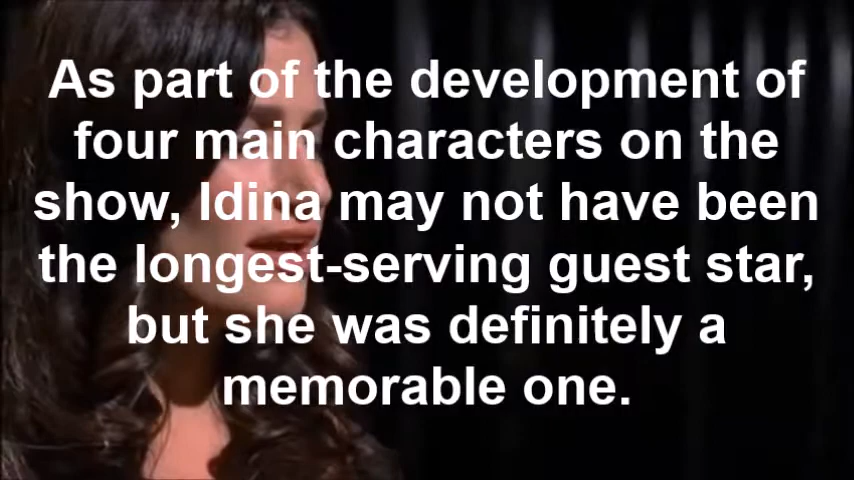 As part of the development of
four main characters on the
show, Idina may not have been
the longest-serving guest star,
but she was definitely a
memorable one.